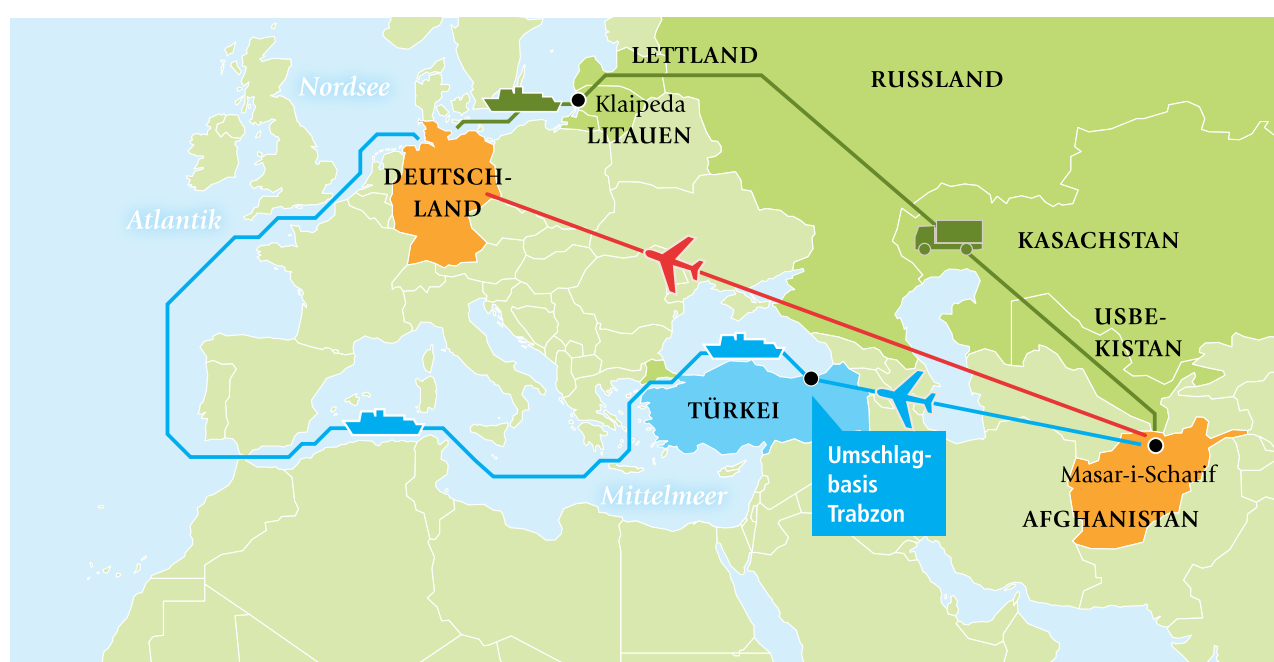 LETTLAND
RUSSLAND
Nordsee
Klaipeda
LITAUEN
DEUTSCH-
LAND
Atlantik
KASACHSTAN
USBE-
KISTAN
TÜRKEI
Umschlag-
basis
Trabzon
Masar-i-Scharif
AFGHANISTAN
Mittelmeer